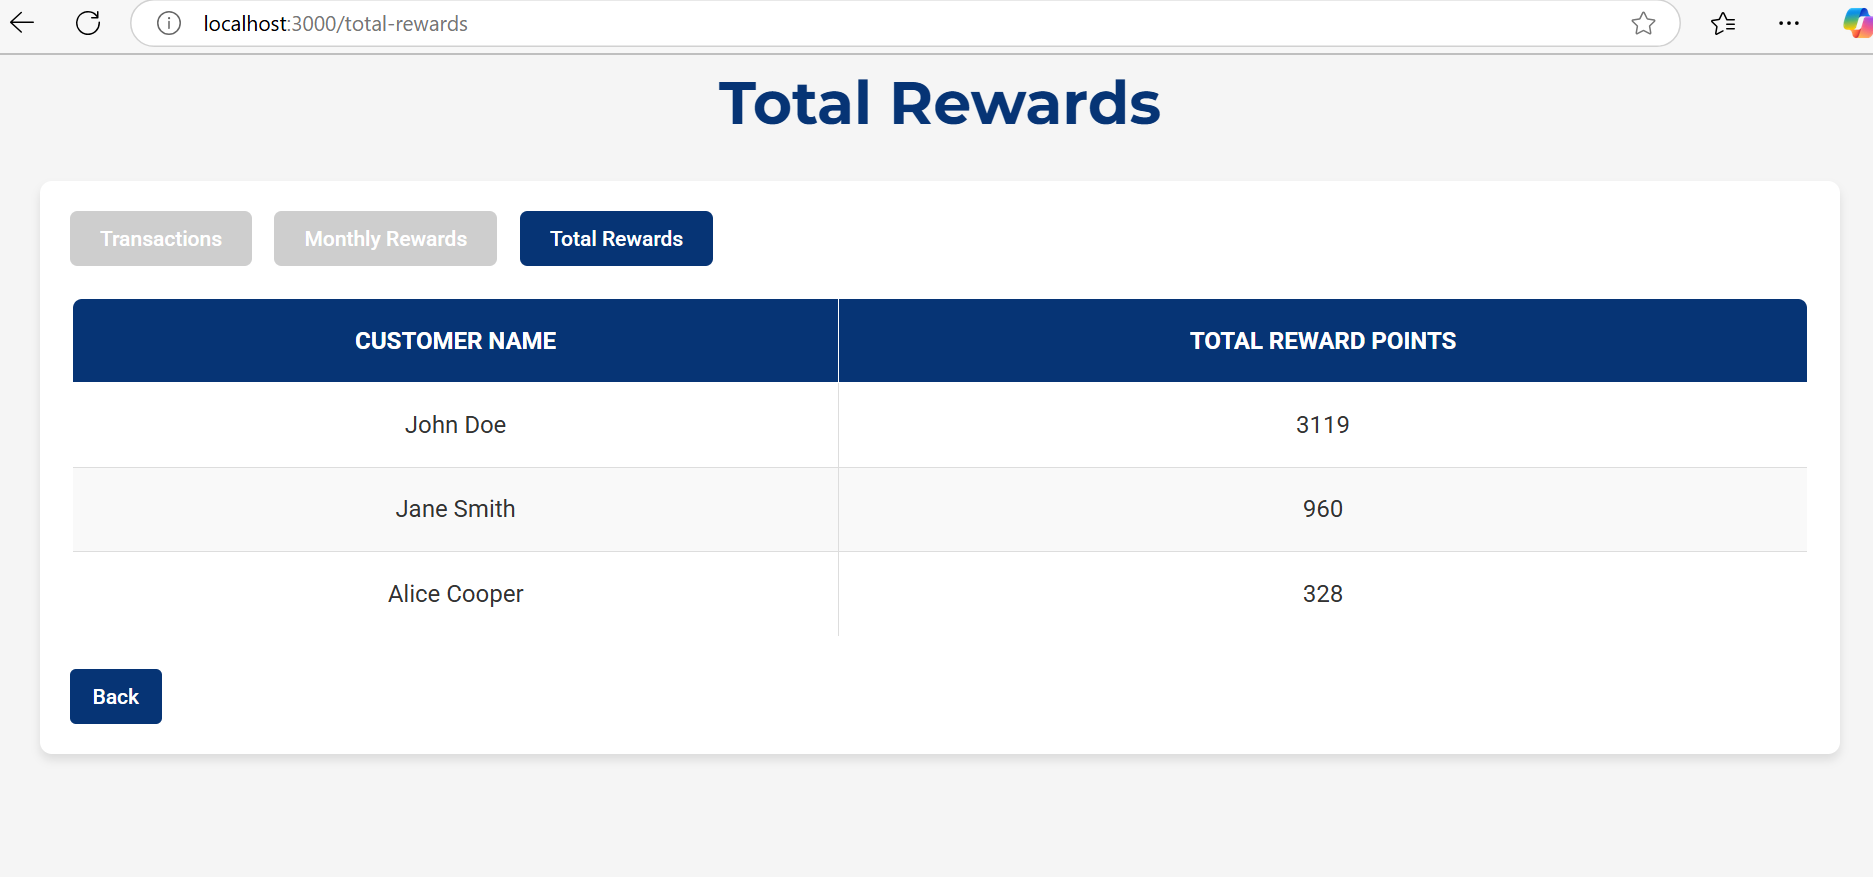 localhost:3000/total-rewards
Total Rewards
Transactions Monthly Rewards Total Rewards
CUSTOMER NAME TOTAL REWARD POINTS
John Doe 3119
Jane Smith 960
Alice Cooper 328
Back